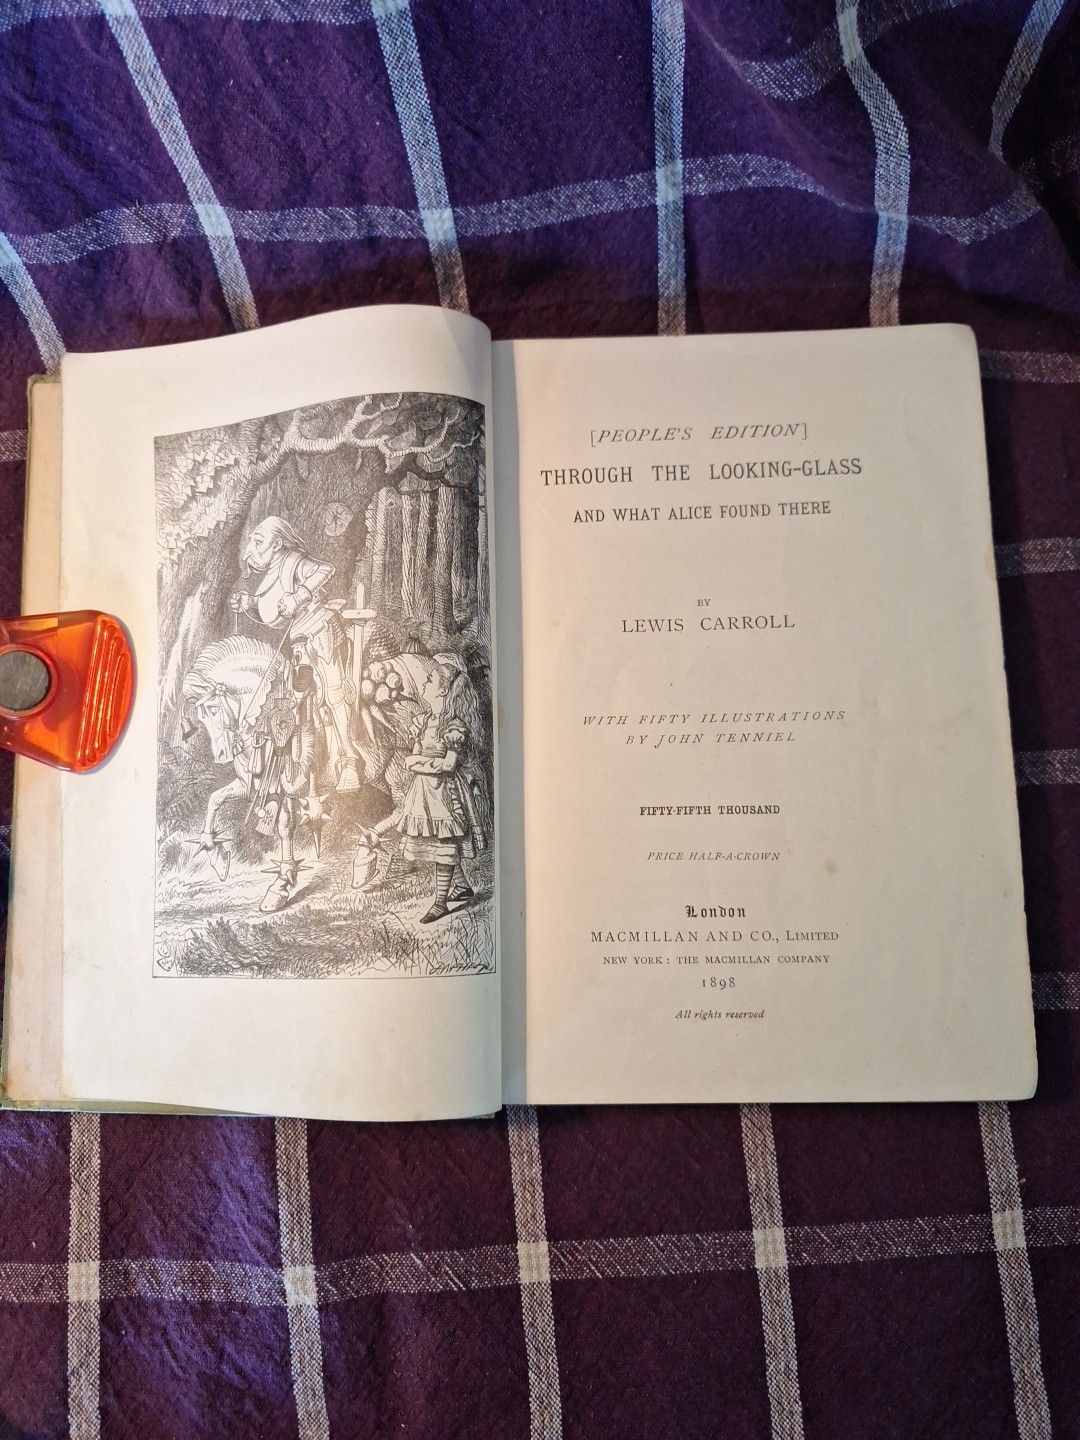 [PEOPLE'S EDITION]
THROUGH THE LOOKING-GLASS
AND WHAT ALICE FOUND THERE
BY
LEWIS CARROLL
WITH FIFTY ILLUSTRATIONS
BY JOHN TENNIEL
FIFTY-FIFTH THOUSAND
PRICE HALF-A-CROWN
London
MACMILLAN AND CO., LIMITED
NEW YORK: THE MACMILLAN COMPANY
1898
All rights reserved